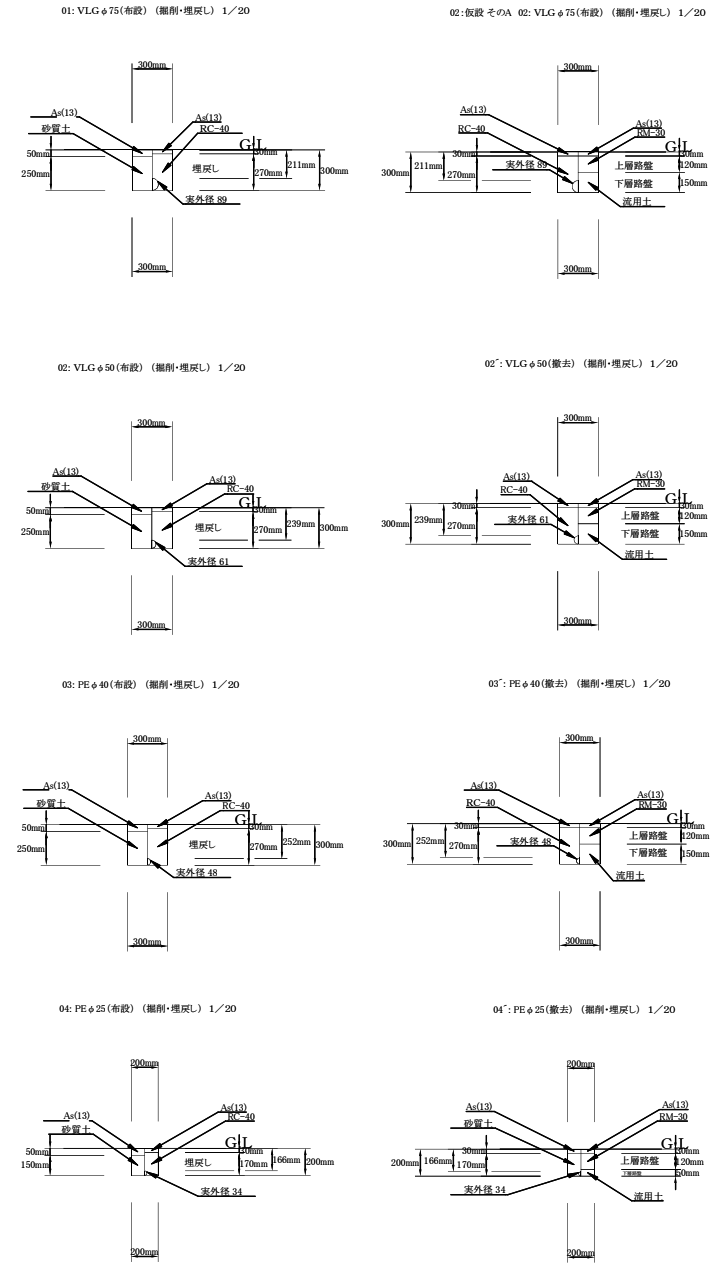 01: VLGφ75(布設) (掘削・埋戻し) 1／20
300mm
As(13)
砂質土
As(13)
RC-40
G L
50mm
250mm
埋戻し
30mm
270mm
211mm
300mm
実外径 89
300mm
02:仮設 そのA 02: VLGφ75(布設) (掘削・埋戻し) 1／20
300mm
As(13)
RC-40
As(13)
RM-30
G L
300mm
211mm
30mm
270mm
実外径 89
上層路盤
下層路盤
30mm
120mm
150mm
流用土
300mm
02: VLGφ50(布設) (掘削・埋戻し) 1／20
300mm
As(13)
砂質土
As(13)
RC-40
G L
50mm
250mm
埋戻し
30mm
270mm
239mm
300mm
実外径 61
300mm
02´: VLGφ50(撤去) (掘削・埋戻し) 1／20
300mm
As(13)
RC-40
As(13)
RM-30
G L
300mm
239mm
30mm
270mm
実外径 61
上層路盤
下層路盤
30mm
120mm
150mm
流用土
300mm
03: PEφ40(布設) (掘削・埋戻し) 1／20
300mm
As(13)
砂質土
As(13)
RC-40
G L
50mm
250mm
埋戻し
30mm
270mm
252mm
300mm
実外径 48
300mm
03´: PEφ40(撤去) (掘削・埋戻し) 1／20
300mm
As(13)
RC-40
As(13)
RM-30
G L
300mm
252mm
30mm
270mm
実外径 48
上層路盤
下層路盤
30mm
120mm
150mm
流用土
300mm
04: PEφ25(布設) (掘削・埋戻し) 1／20
200mm
As(13)
砂質土
As(13)
RC-40
G L
50mm
150mm
埋戻し
30mm
170mm
166mm
200mm
実外径 34
200mm
04´: PEφ25(撤去) (掘削・埋戻し) 1／20
200mm
As(13)
砂質土
As(13)
RM-30
G L
200mm
166mm
30mm
170mm
上層路盤
下層路盤
30mm
120mm
50mm
実外径 34
流用土
200mm